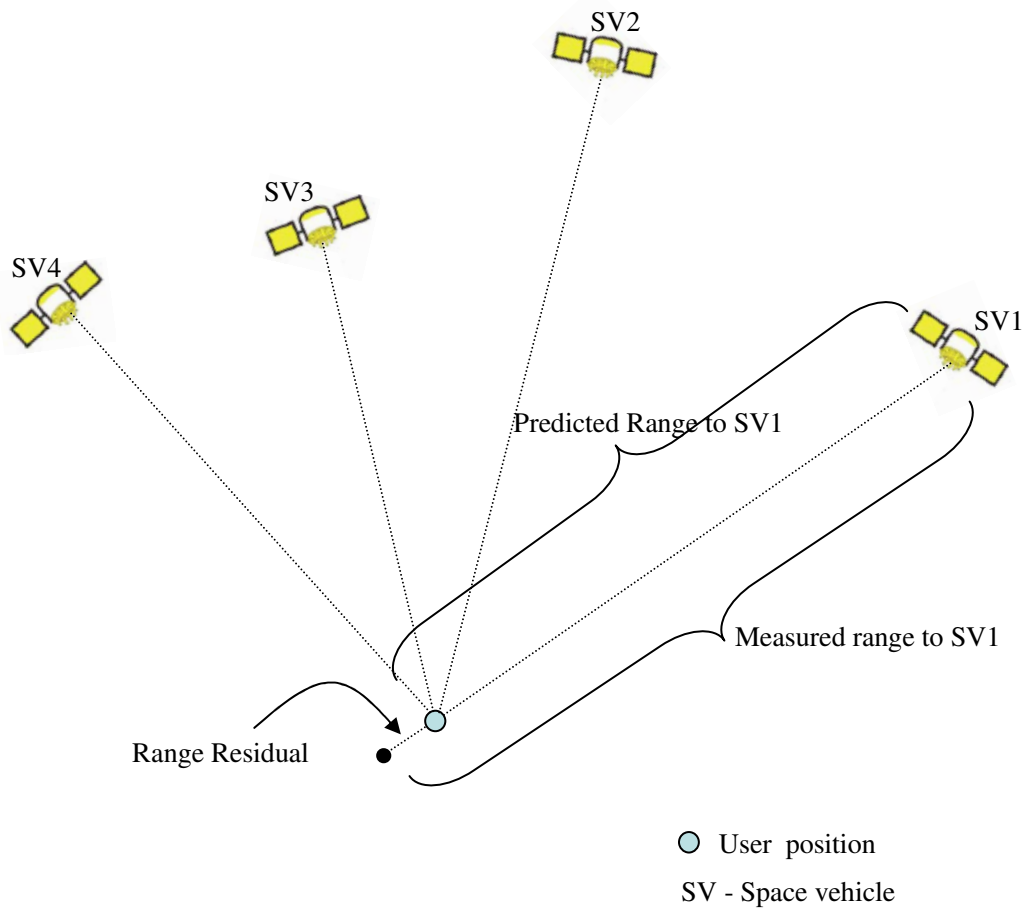 SV2
SV3
SV4
SV1
Predicted Range to SV1
Measured range to SV1
Range Residual
User position
SV - Space vehicle